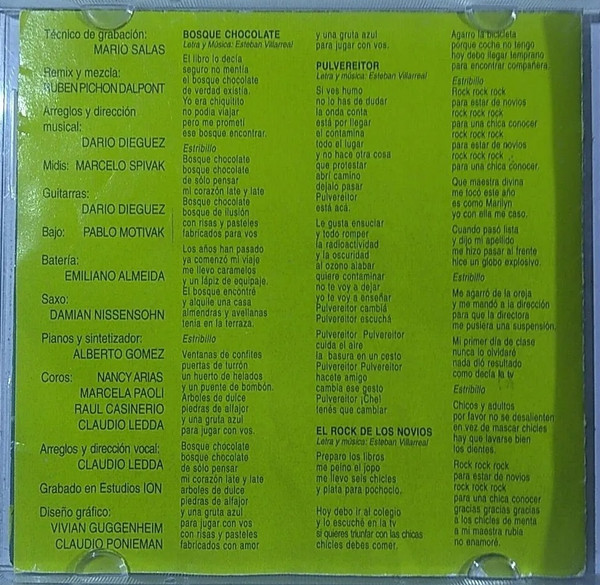 Técnico de grabación:
MARIO SALAS
Remix y mezcla:
RUBEN PICHON DALPONT
Arreglos y dirección
musical:
DARIO DIEGUEZ
Midis: MARCELO SPIVAK
Guitarras:
DARIO DIEGUEZ
Bajo: PABLO MOTIVAK
Batería:
EMILIANO ALMEIDA
Saxo:
DAMIAN NISSENSOHN
Pianos y sintetizador:
ALBERTO GOMEZ
Coros: NANCY ARIAS
MARCELA PAOLI
RAUL CASINERIO
CLAUDIO LEDDA
Arreglos y dirección vocal:
CLAUDIO LEDDA
Grabado en Estudios ION
Diseño gráfico:
VIVIAN GUGGENHEIM
CLAUDIO PONIEMAN
BOSQUE CHOCOLATE
Letra y Música: Esteban Villarreal
El libro lo decía
seguro no mentía
el bosque chocolate
de verdad existía.
Yo era chiquitito
no podía viajar
pero me prometí
ese bosque encontrar.
Estribillo
Bosque chocolate
bosque chocolate
de sólo pensar
mi corazón late y late
Bosque chocolate
bosque de ilusión
con risas y pasteles
fabricados para vos
Los años han pasado
ya comenzó mi viaje
me llevo caramelos
y un lápiz de equipaje.
El bosque encontré
y alquilé una casa
almendras y avellanas
tenía en la terraza.
Estribillo
Ventanas de confites
puertas de turrón
un huerto de helados
y un puente de bombón.
Arboles de dulce
piedras de alfajor
y una gruta azul
para jugar con vos.
Bosque chocolate
bosque chocolate
de sólo pensar
mi corazón late y late
arboles de dulce
piedras de alfajor
y una gruta azul
para jugar con vos
con risas y pasteles
fabricados con amor
y una gruta azul
para jugar con vos.
PULVEREITOR
Letra y música: Esteban Villarreal
Si ves humo
no lo has de dudar
la onda conta
está por llegar
el contamina
todo el lugar
y no hace otra cosa
que protestar
abrí camino
dejalo pasar
Pulvereitor
está acá.
Le gusta ensuciar
y todo romper
la radioactividad
y la oscuridad
al ozono alabar
quiere contaminar
no te voy a dejar
yo te voy a enseñar
Pulvereitor cambiá
Pulvereitor escuchá
Pulvereitor Pulvereitor
cuida el aire
la basura en un cesto
Pulvereitor Pulvereitor
hacete amigo
cambia ese gesto
Pulvereitor ¡Che!
tenés que cambiar
EL ROCK DE LOS NOVIOS
Letra y música: Esteban Villarreal
Preparo los libros
me peino el jopo
me llevo seis chicles
y plata para pochoclo,
Hoy debo ir al colegio
y lo escuché en la tv
si quieres triunfar con las chicas
chicles debes comer.
Agarro la bicicleta
porque coche no tengo
hoy debo llegar temprano
para encontrar compañera.
Estribillo
Rock rock rock
para estar de novios
rock rock rock
para una chica conocer
rock rock rock
para estar de novios
rock rock rock
para una chica conocer.
Que maestra divina
me tocó este año
es como Marilyn
yo con ella me caso.
Cuando pasó lista
y dijo mi apellido
me hizo pasar al frente
hice un globo explosivo.
Estribillo
Me agarró de la oreja
y me mandó a la dirección
para que la directora
me pusiera una suspensión.
Mi primer día de clase
nunca lo olvidaré
nada dió resultado
como decía la tv
Estribillo
Chicos y adultos
por favor no se desalienten
en vez de mascar chicles
hay que lavarse bien
los dientes.
Rock rock rock
para estar de novios
rock rock rock
para una chica conocer
gracias gracias gracias
a los chicles de menta
a mi maestra rubia
no enamoré.